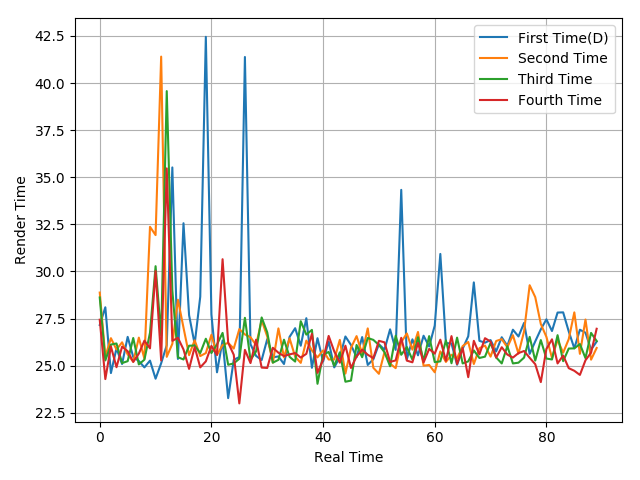 First Time(D)
Second Time
Third Time
Fourth Time
Render Time
42.5
40.0
37.5
35.0
32.5
30.0
27.5
25.0
22.5
0
20
40
60
80
Real Time